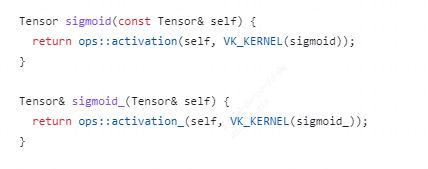 Tensor sigmoid(const Tensor& self) {
  return ops::activation(self, VK_KERNEL(sigmoid));
}

Tensor& sigmoid_(Tensor& self) {
  return ops::activation_(self, VK_KERNEL(sigmoid_));
}